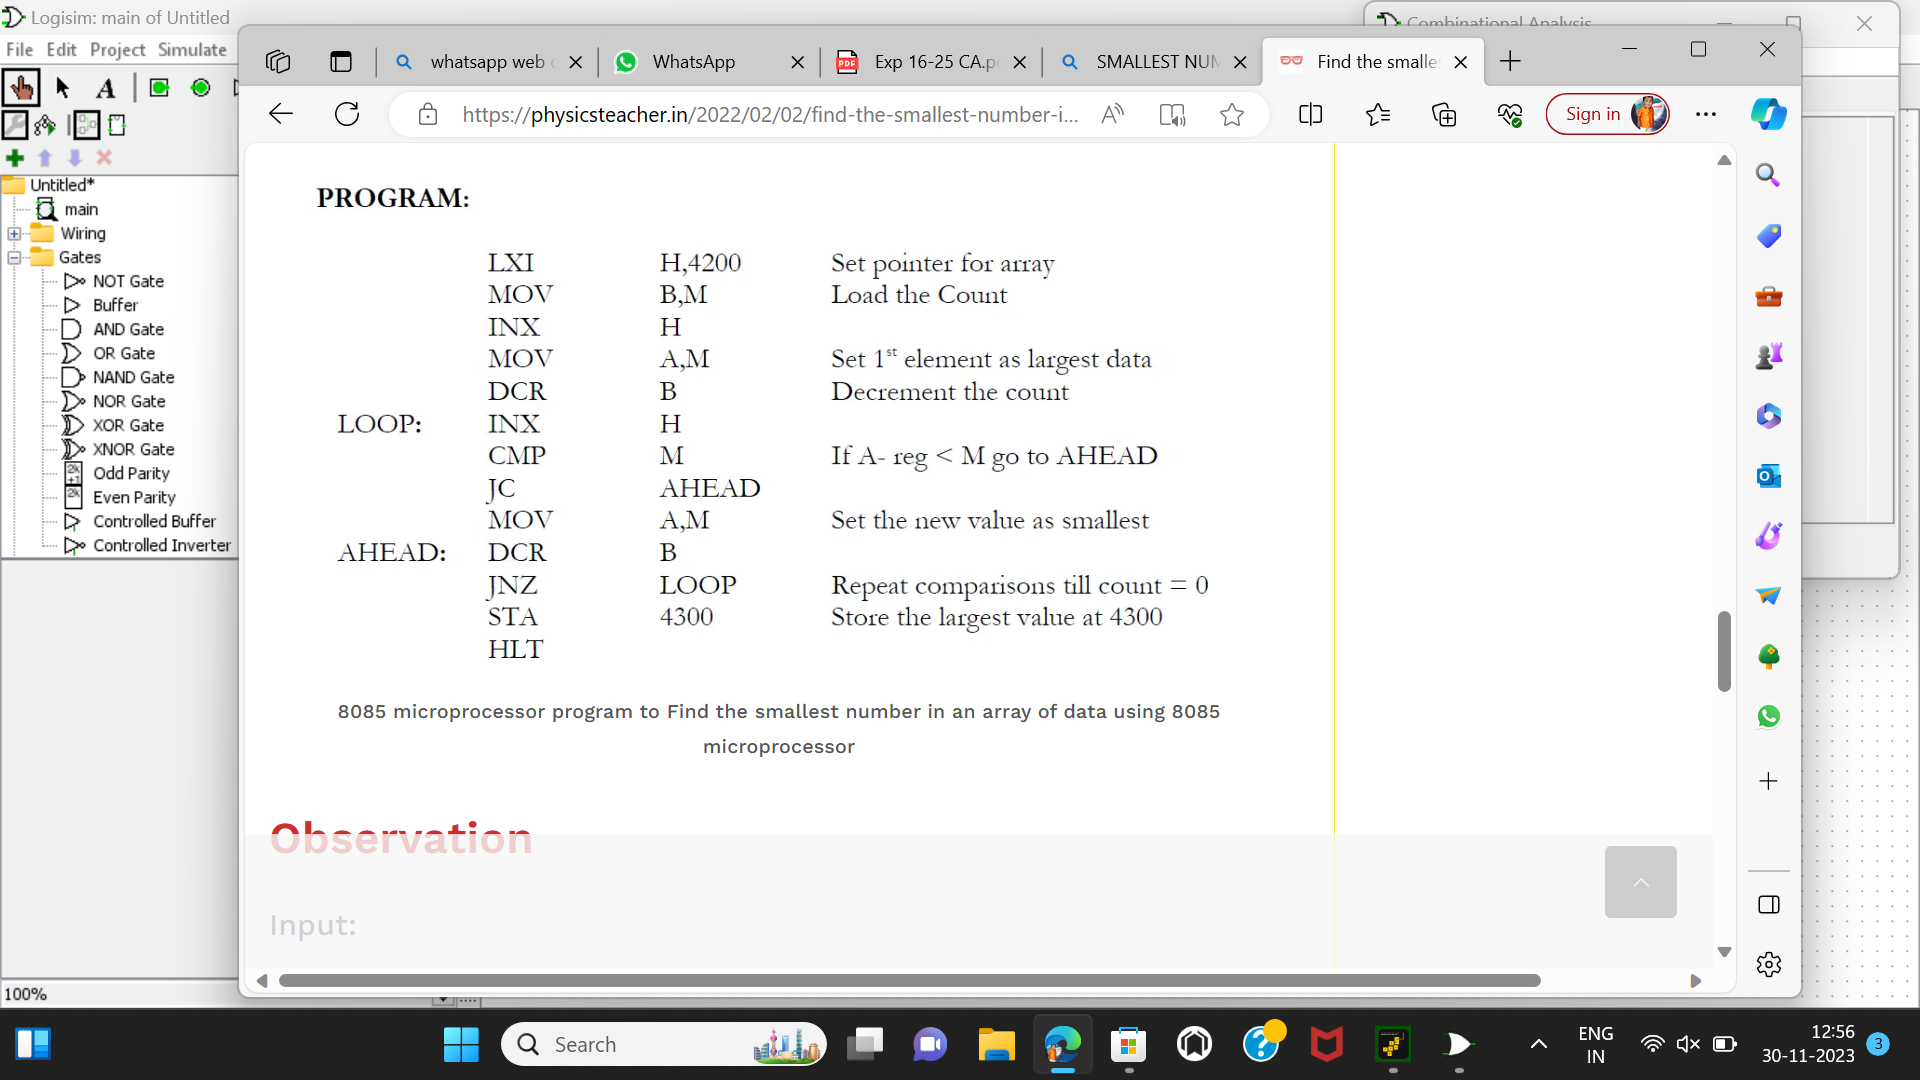 Logisim: main of Untitled
Combinational Analysis
File Edit Project Simulate
whatsapp web
WhatsApp
Exp 16-25 CA.p
SMALLEST NUM
Find the smalle
https://physicsteacher.in/2022/02/02/find-the-smallest-number-i...
Sign in
A
Untitled*
main
Wiring
Gates
NOT Gate
Buffer
AND Gate
OR Gate
NAND Gate
NOR Gate
XOR Gate
XNOR Gate
Odd Parity
Even Parity
Controlled Buffer
Controlled Inverter
100%
PROGRAM:
LXI H,4200 Set pointer for array
MOV B,M Load the Count
INX H
MOV A,M Set 1st element as largest data
DCR B Decrement the count
LOOP: INX H
CMP M If A- reg < M go to AHEAD
JC AHEAD
MOV A,M Set the new value as smallest
AHEAD: DCR B
JNZ LOOP Repeat comparisons till count = 0
STA 4300 Store the largest value at 4300
HLT
8085 microprocessor program to Find the smallest number in an array of data using 8085
microprocessor
Observation
Input:
Search
ENG
IN
12:56
30-11-2023
3